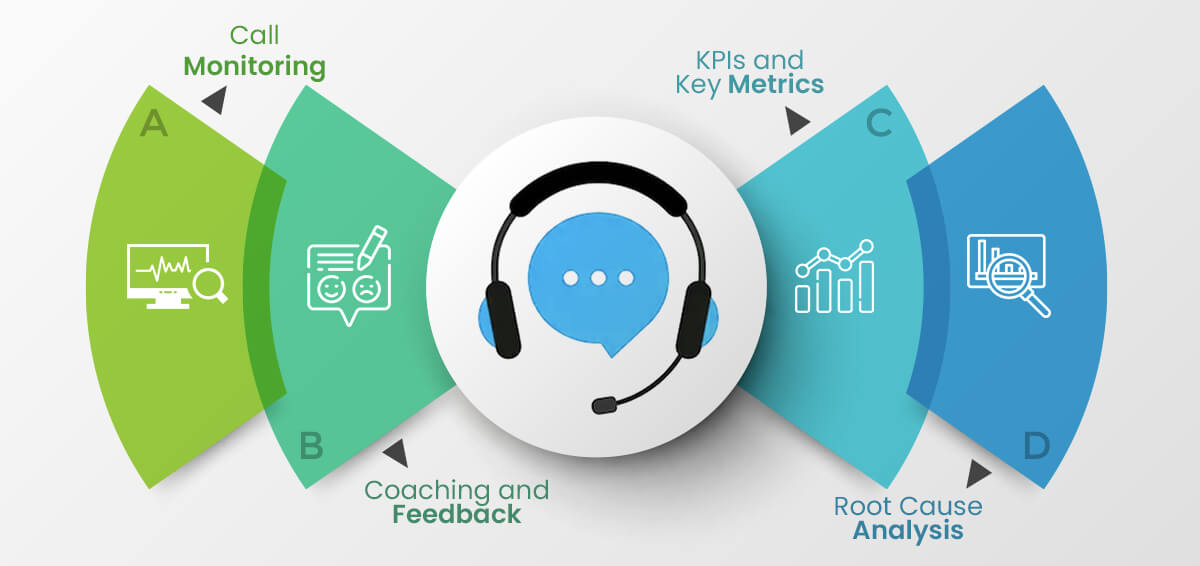 Call
Monitoring
A
B
Coaching and
Feedback
KPIs and
Key Metrics
C
D
Root Cause
Analysis